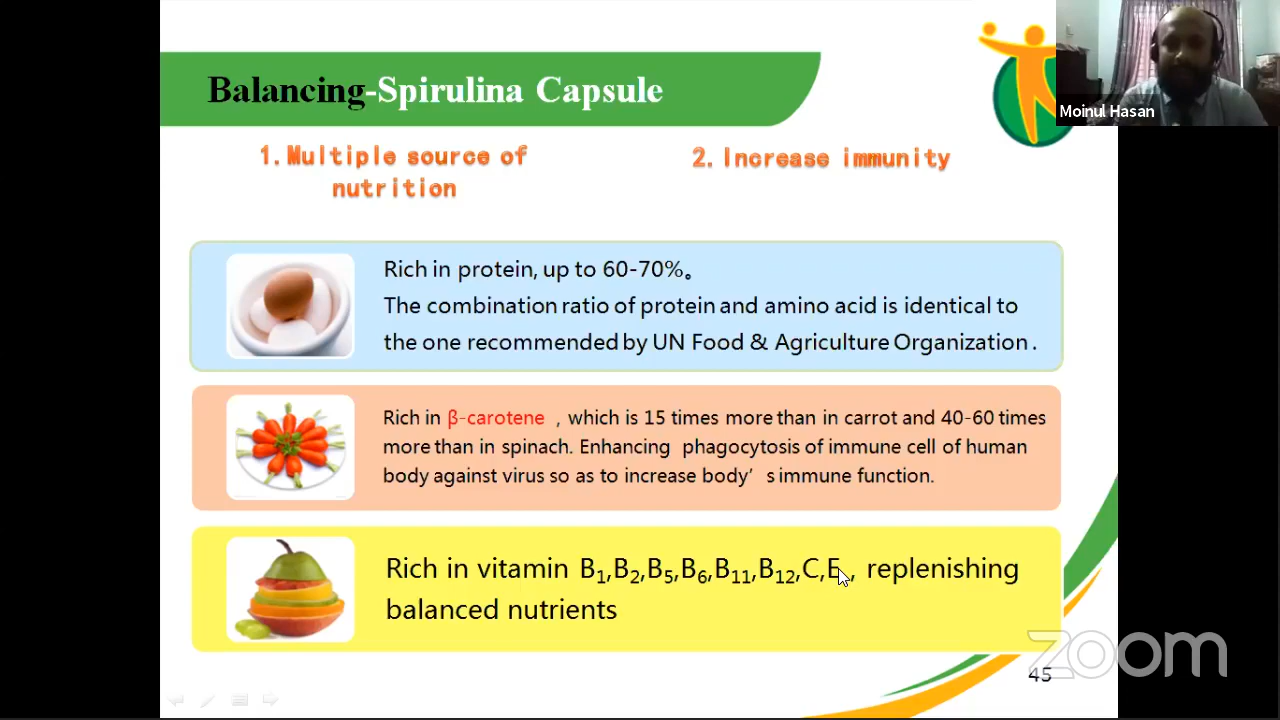 Balancing-Spirulina Capsule
Moinul Hasan
1.Multiple source of
nutrition
2.Increase immunity
Rich in protein, up to 60-70%。
The combination ratio of protein and amino acid is identical to
the one recommended by UN Food & Agriculture Organization .
Rich in β-carotene , which is 15 times more than in carrot and 40-60 times
more than in spinach. Enhancing phagocytosis of immune cell of human
body against virus so as to increase body's immune function.
Rich in vitamin B1,B2,B5,B6,B11,B12,C,E , replenishing
balanced nutrients
zoom
45